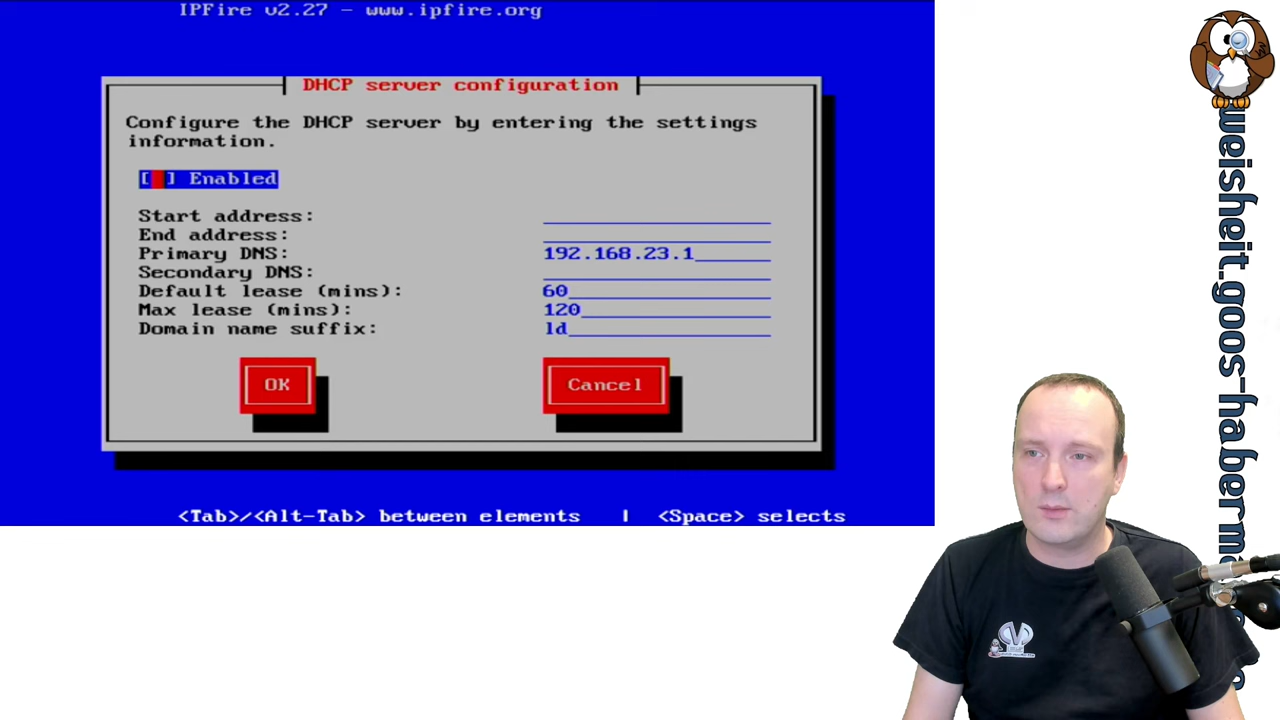 IPFire v2.27 - www.ipfire.org
DHCP server configuration
Configure the DHCP server by entering the settings
information.
[ ] Enabled
Start address:
End address:
Primary DNS: 192.168.23.1
Secondary DNS:
Default lease (mins): 60
Max lease (mins): 120
Domain name suffix: ld
OK
Cancel
<Tab>/<Alt-Tab> between elements | <Space> selects